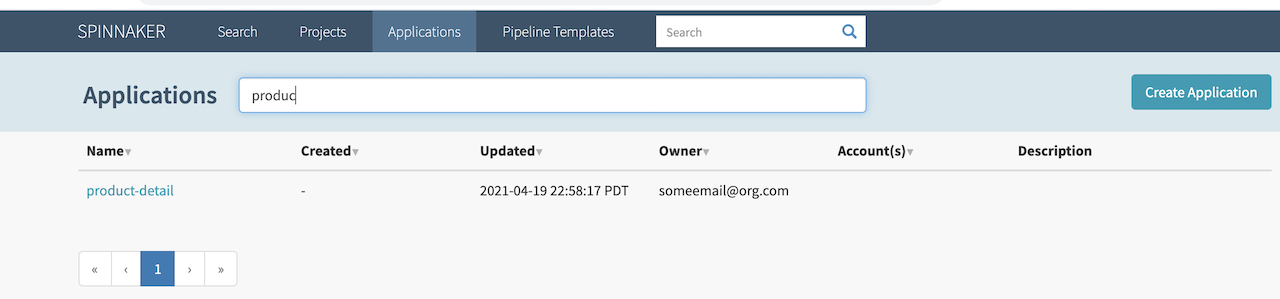 SPINNAKER Search Projects Applications Pipeline Templates Search
Applications produc Create Application
Name Created Updated Owner Account(s) Description
product-detail - 2021-04-19 22:58:17 PDT someemail@org.com
« ‹ 1 › »